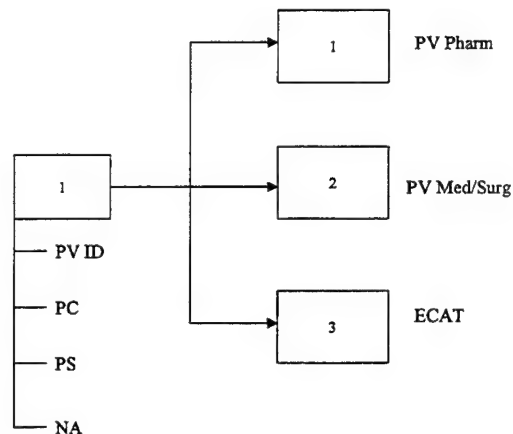 1
PV Pharm
1
2
PV Med/Surg
PV ID
PC
3
ECAT
PS
NA